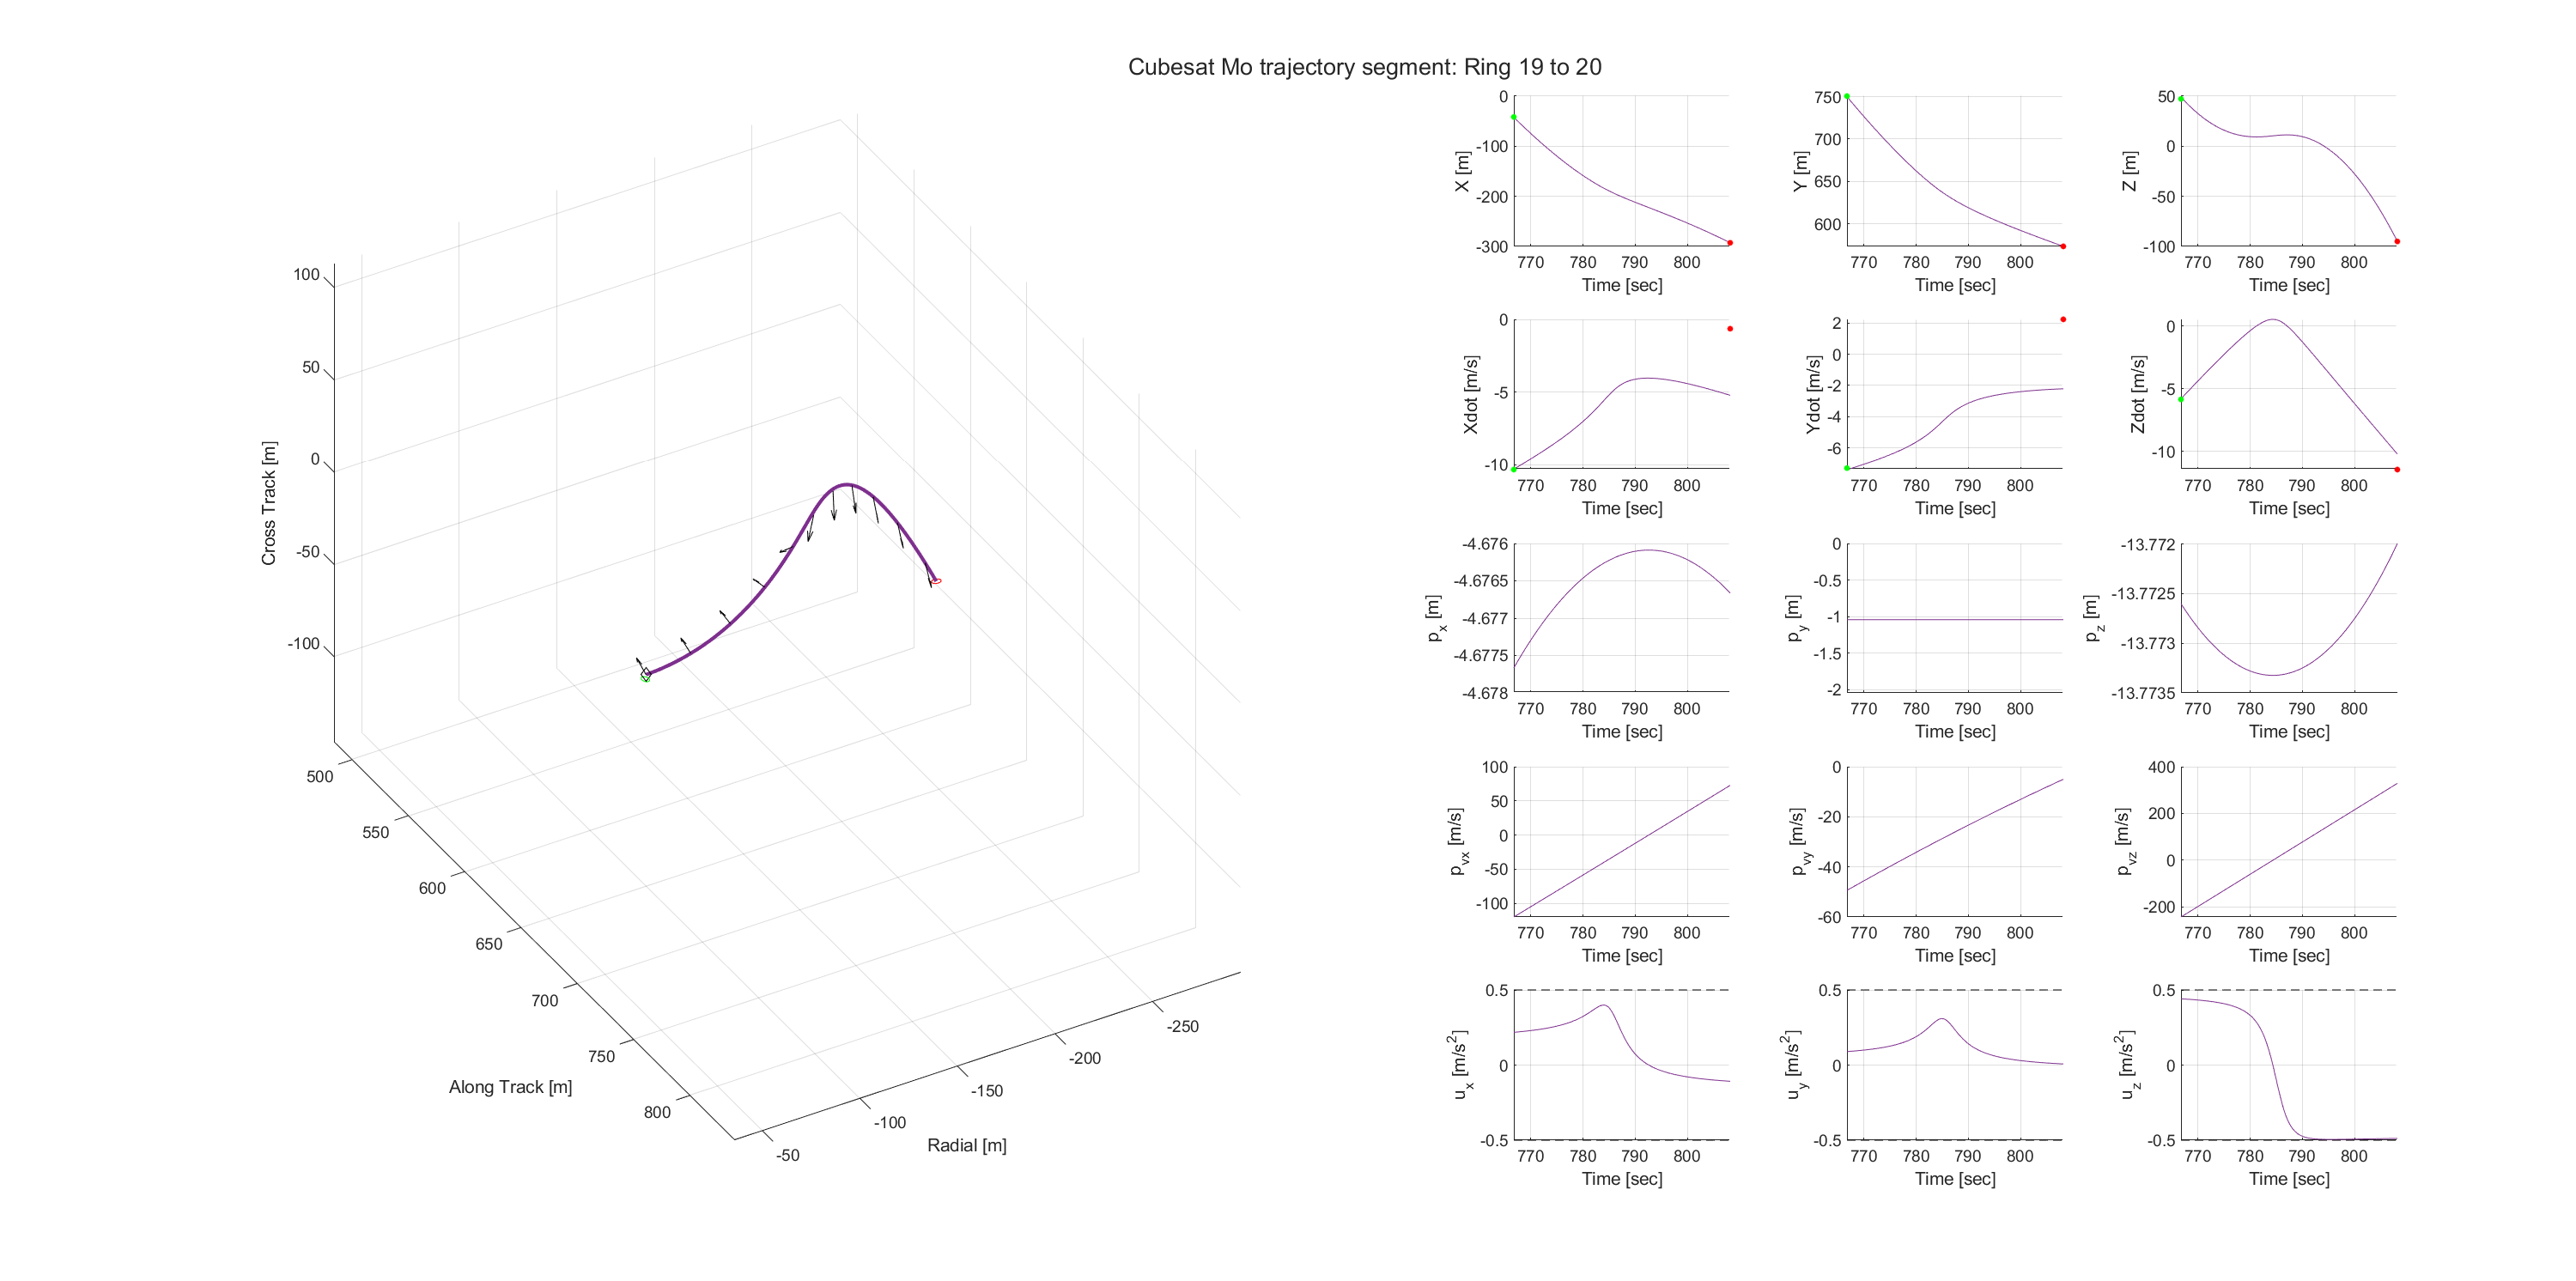 Cubesat Mo trajectory segment: Ring 19 to 20
100
50
0
-50
-100
Cross Track [m]
500
550
600
650
700
750
800
Along Track [m]
-50
-100
-150
-200
-250
Radial [m]
0
-100
-200
-300
X [m]
770 780 790 800
Time [sec]
750
700
650
600
Y [m]
770 780 790 800
Time [sec]
50
0
-50
-100
Z [m]
770 780 790 800
Time [sec]
0
-5
-10
Xdot [m/s]
770 780 790 800
Time [sec]
2
0
-2
-4
-6
Ydot [m/s]
770 780 790 800
Time [sec]
0
-5
-10
Zdot [m/s]
770 780 790 800
Time [sec]
-4.676
-4.6765
-4.677
-4.6775
-4.678
p_x [m]
770 780 790 800
Time [sec]
0
-0.5
-1
-1.5
-2
p_y [m]
770 780 790 800
Time [sec]
-13.772
-13.7725
-13.773
-13.7735
p_z [m]
770 780 790 800
Time [sec]
100
50
0
-50
-100
p_vx [m/s]
770 780 790 800
Time [sec]
0
-20
-40
-60
p_vy [m/s]
770 780 790 800
Time [sec]
400
200
0
-200
p_vz [m/s]
770 780 790 800
Time [sec]
0.5
0
-0.5
u_x [m/s²]
770 780 790 800
Time [sec]
0.5
0
-0.5
u_y [m/s²]
770 780 790 800
Time [sec]
0.5
0
-0.5
u_z [m/s²]
770 780 790 800
Time [sec]